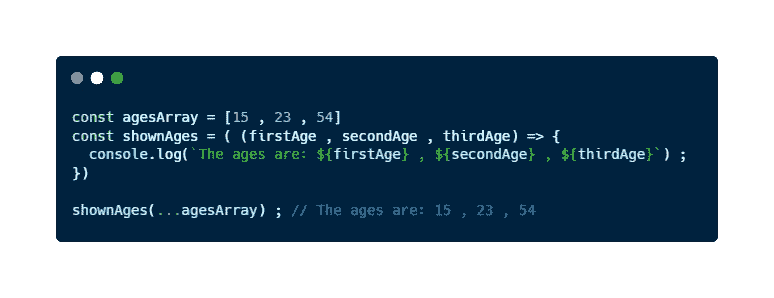 const agesArray = [15 , 23 , 54]
const shownAges = ( (firstAge , secondAge , thirdAge) => {
  console.log(`The ages are: ${firstAge} , ${secondAge} , ${thirdAge}`) ;
})
shownAges(...agesArray) ; // The ages are: 15 , 23 , 54